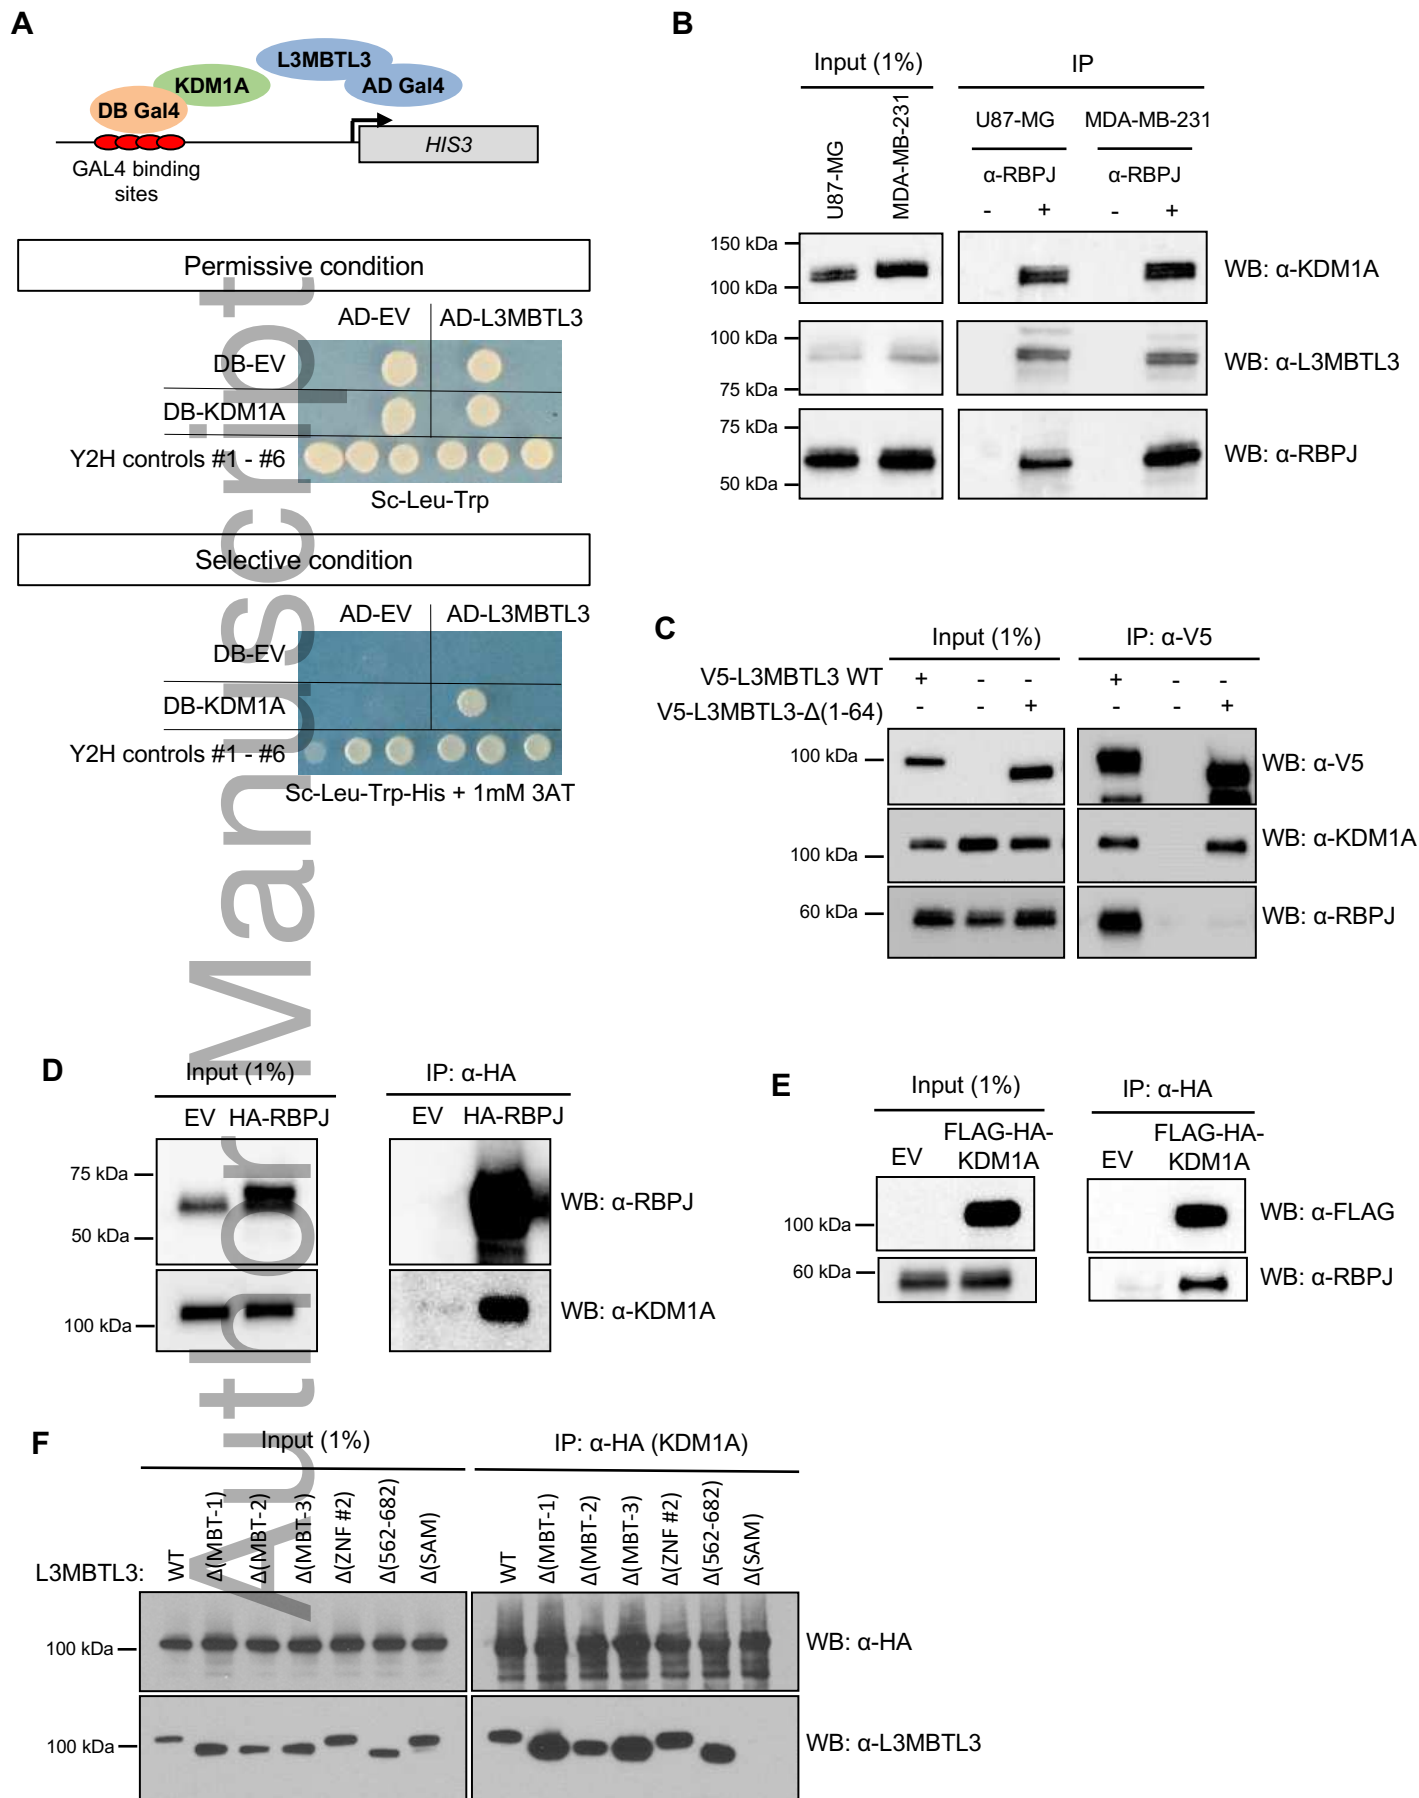 A
L3MBTL3
KDM1A
AD Gal4
DB Gal4
HIS3
GAL4 binding
sites
Permissive condition
AD-EV
AD-L3MBTL3
DB-EV
DB-KDM1A
Y2H controls #1 - #6
Sc-Leu-Trp
Selective condition
AD-EV
AD-L3MBTL3
DB-EV
DB-KDM1A
Y2H controls #1 - #6
Sc-Leu-Trp-His + 1mM 3AT
B
Input (1%)
IP
U87-MG
MDA-MB-231
U87-MG
MDA-MB-231
α-RBPJ
α-RBPJ
- + - +
150 kDa
100 kDa
WB: α-KDM1A
100 kDa
75 kDa
WB: α-L3MBTL3
75 kDa
50 kDa
WB: α-RBPJ
C
Input (1%)
IP: α-V5
V5-L3MBTL3 WT + - - + - -
V5-L3MBTL3-Δ(1-64) - - + - - +
100 kDa
WB: α-V5
100 kDa
WB: α-KDM1A
60 kDa
WB: α-RBPJ
D
Input (1%)
IP: α-HA
EV HA-RBPJ
EV HA-RBPJ
75 kDa
50 kDa
WB: α-RBPJ
100 kDa
WB: α-KDM1A
E
Input (1%)
IP: α-HA
EV
FLAG-HA-
KDM1A
EV
FLAG-HA-
KDM1A
100 kDa
WB: α-FLAG
60 kDa
WB: α-RBPJ
F
Input (1%)
IP: α-HA (KDM1A)
L3MBTL3:
WT
Δ(MBT-1)
Δ(MBT-2)
Δ(MBT-3)
Δ(ZNF #2)
Δ(562-682)
Δ(SAM)
WT
Δ(MBT-1)
Δ(MBT-2)
Δ(MBT-3)
Δ(ZNF #2)
Δ(562-682)
Δ(SAM)
100 kDa
WB: α-HA
100 kDa
WB: α-L3MBTL3
Author Manuscript